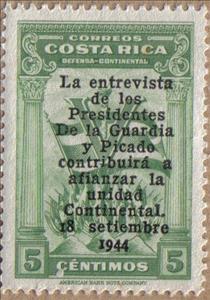 CORREOS
COSTA RICA
DEFENSA-CONTINENTAL
La entrevista
de los
Presidentes
De la Guardia
y Picado
contribuirá a
afianzar la
unidad
Continental.
18 setiembre
1944
5 CÉNTIMOS 5
AMERICAN BANK NOTE COMPANY